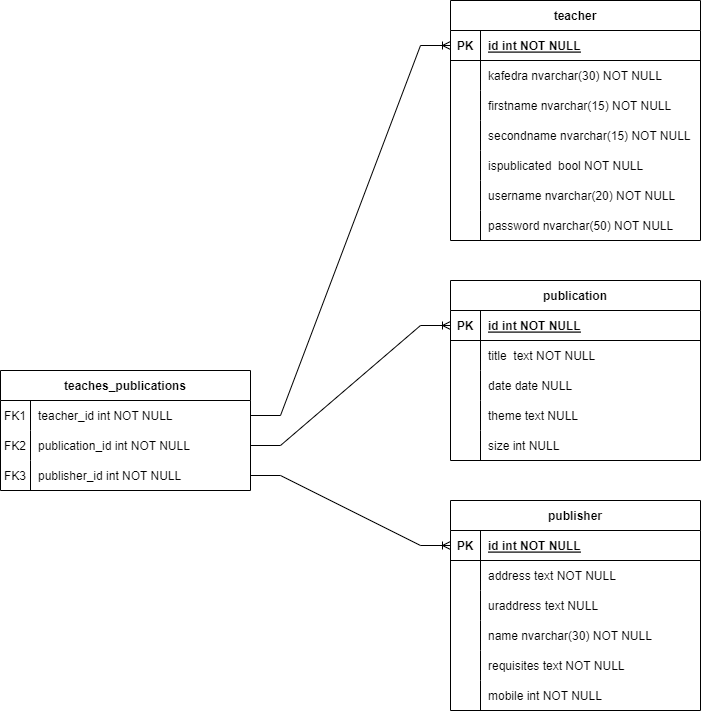 teacher
PK id int NOT NULL
kafedra nvarchar(30) NOT NULL
firstname nvarchar(15) NOT NULL
secondname nvarchar(15) NOT NULL
ispublicated  bool NOT NULL
username nvarchar(20) NOT NULL
password nvarchar(50) NOT NULL
publication
PK id int NOT NULL
title  text NOT NULL
date date NULL
theme text NULL
size int NULL
teaches_publications
FK1 teacher_id int NOT NULL
FK2 publication_id int NOT NULL
FK3 publisher_id int NOT NULL
publisher
PK id int NOT NULL
address text NOT NULL
uraddress text NULL
name nvarchar(30) NOT NULL
requisites text NOT NULL
mobile int NOT NULL